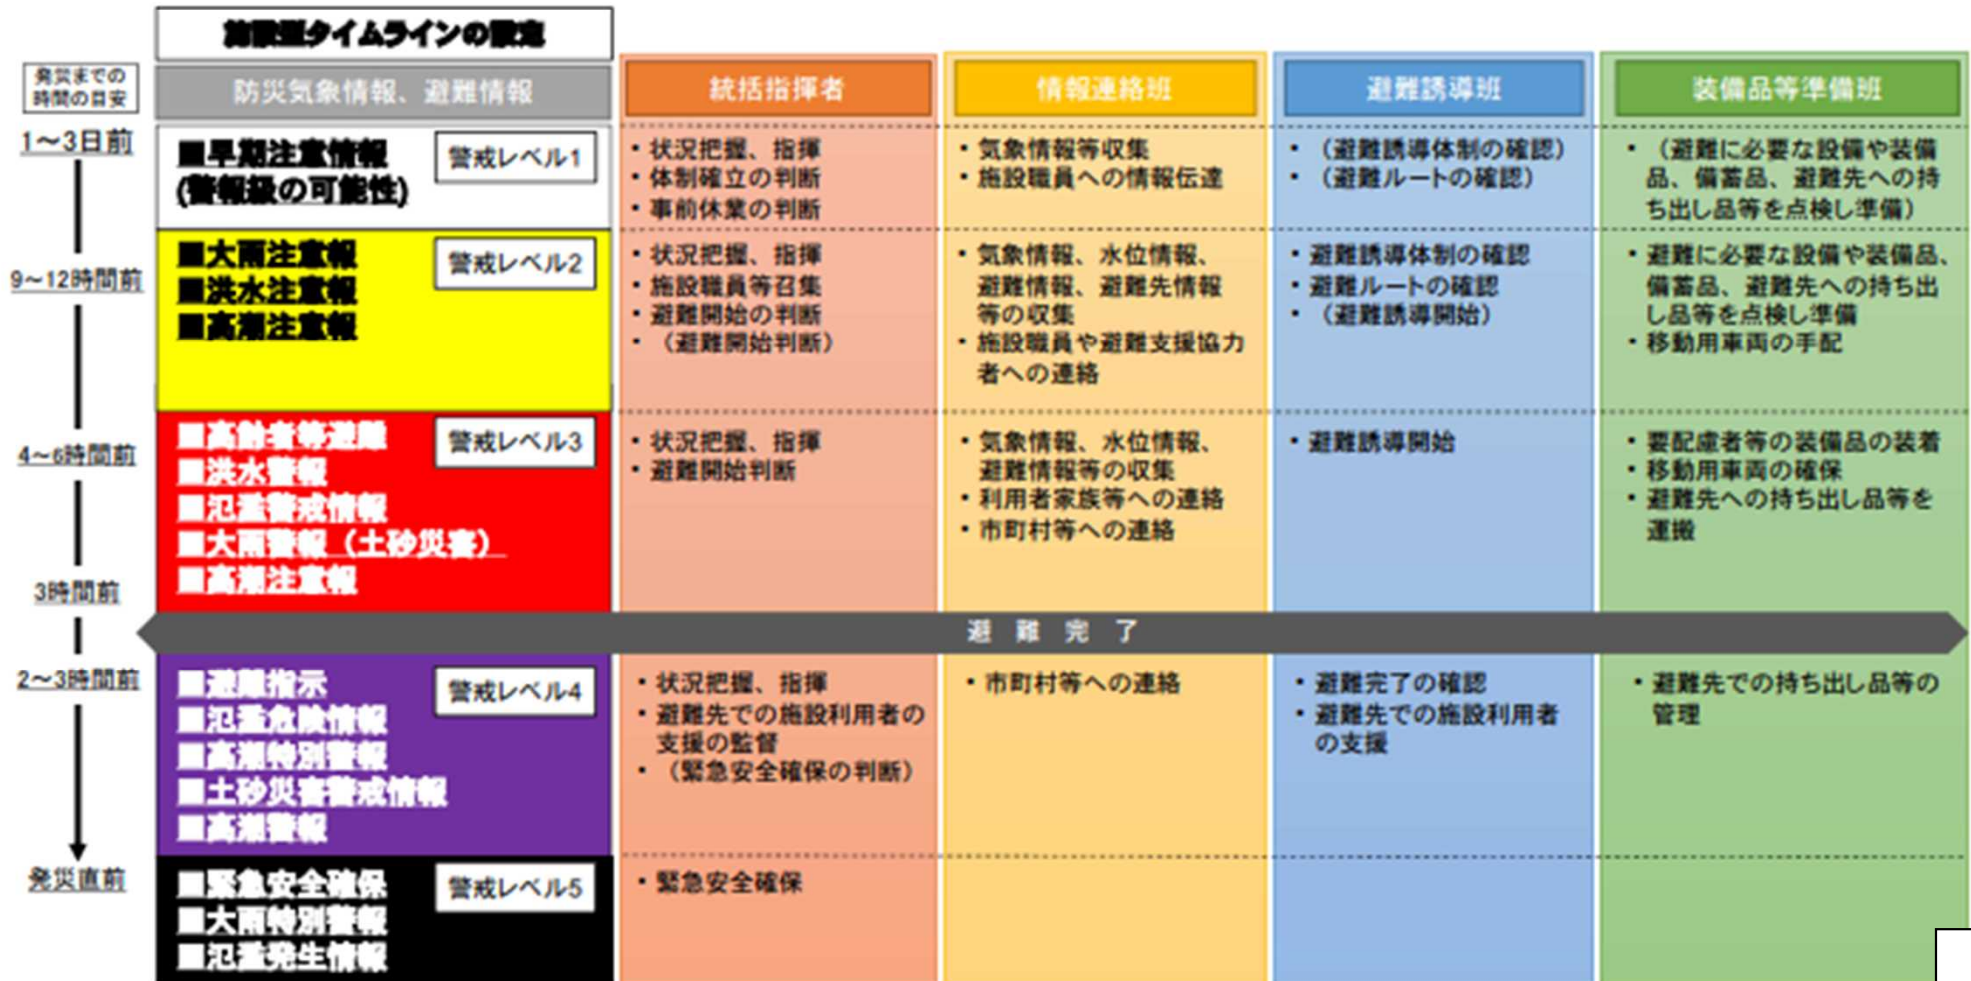 施設型タイムラインの設定
発災までの
時間の目安
防災気象情報、避難情報
統括指揮者
情報連絡班
避難誘導班
装備品等準備班
1～3日前
■早期注意情報
(警報級の可能性)
警戒レベル1
・状況把握、指揮
・体制確立の判断
・事前休業の判断
・気象情報等収集
・施設職員への情報伝達
・（避難誘導体制の確認）
・（避難ルートの確認）
・（避難に必要な設備や装備
品、備蓄品、避難先への持
ち出し品等を点検し準備）
9～12時間前
■大雨注意報
■洪水注意報
■高潮注意報
警戒レベル2
・状況把握、指揮
・施設職員等召集
・避難開始の判断
・（避難開始判断）
・気象情報、水位情報、
避難情報、避難先情報
等の収集
・施設職員や避難支援協力
者への連絡
・避難誘導体制の確認
・避難ルートの確認
・（避難誘導開始）
・避難に必要な設備や装備品、
備蓄品、避難先への持ち出
し品等を点検し準備
・移動用車両の手配
4～6時間前
■高齢者等避難
■洪水警報
■氾濫警戒情報
■大雨警報（土砂災害）
■高潮注意報
警戒レベル3
・状況把握、指揮
・避難開始判断
・気象情報、水位情報、
避難情報等の収集
・利用者家族等への連絡
・市町村等への連絡
・避難誘導開始
・要配慮者等の装備品の装着
・移動用車両の確保
・避難先への持ち出し品等を
運搬
3時間前
避難完了
2～3時間前
■避難指示
■氾濫危険情報
■高潮特別警報
■土砂災害警戒情報
■高潮警報
警戒レベル4
・状況把握、指揮
・避難先での施設利用者の
支援の監督
・（緊急安全確保の判断）
・市町村等への連絡
・避難完了の確認
・避難先での施設利用者
の支援
・避難先での持ち出し品等の
管理
発災直前
■緊急安全確保
■大雨特別警報
■氾濫発生情報
警戒レベル5
・緊急安全確保